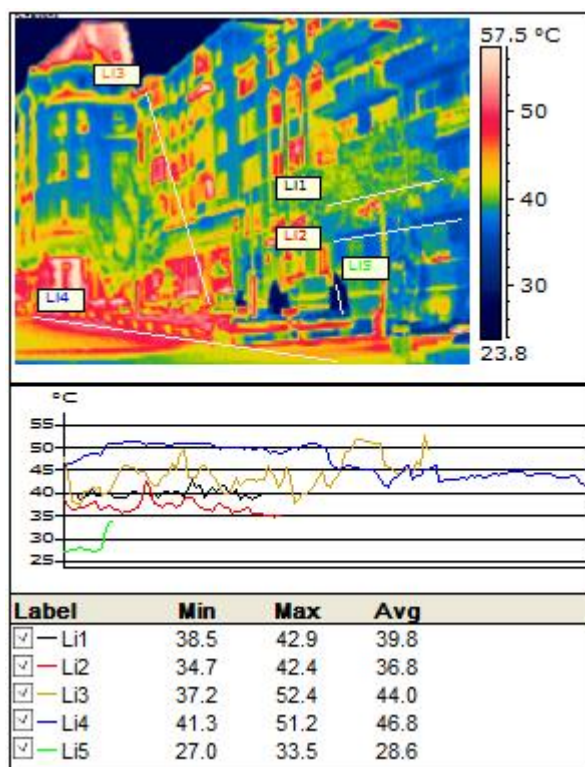 57.5 °C
50
40
30
23.8
Li3
Li1
Li2
Li5
Li4
°C
55
50
45
40
35
30
25
Label Min Max Avg
Li1 38.5 42.9 39.8
Li2 34.7 42.4 36.8
Li3 37.2 52.4 44.0
Li4 41.3 51.2 46.8
Li5 27.0 33.5 28.6